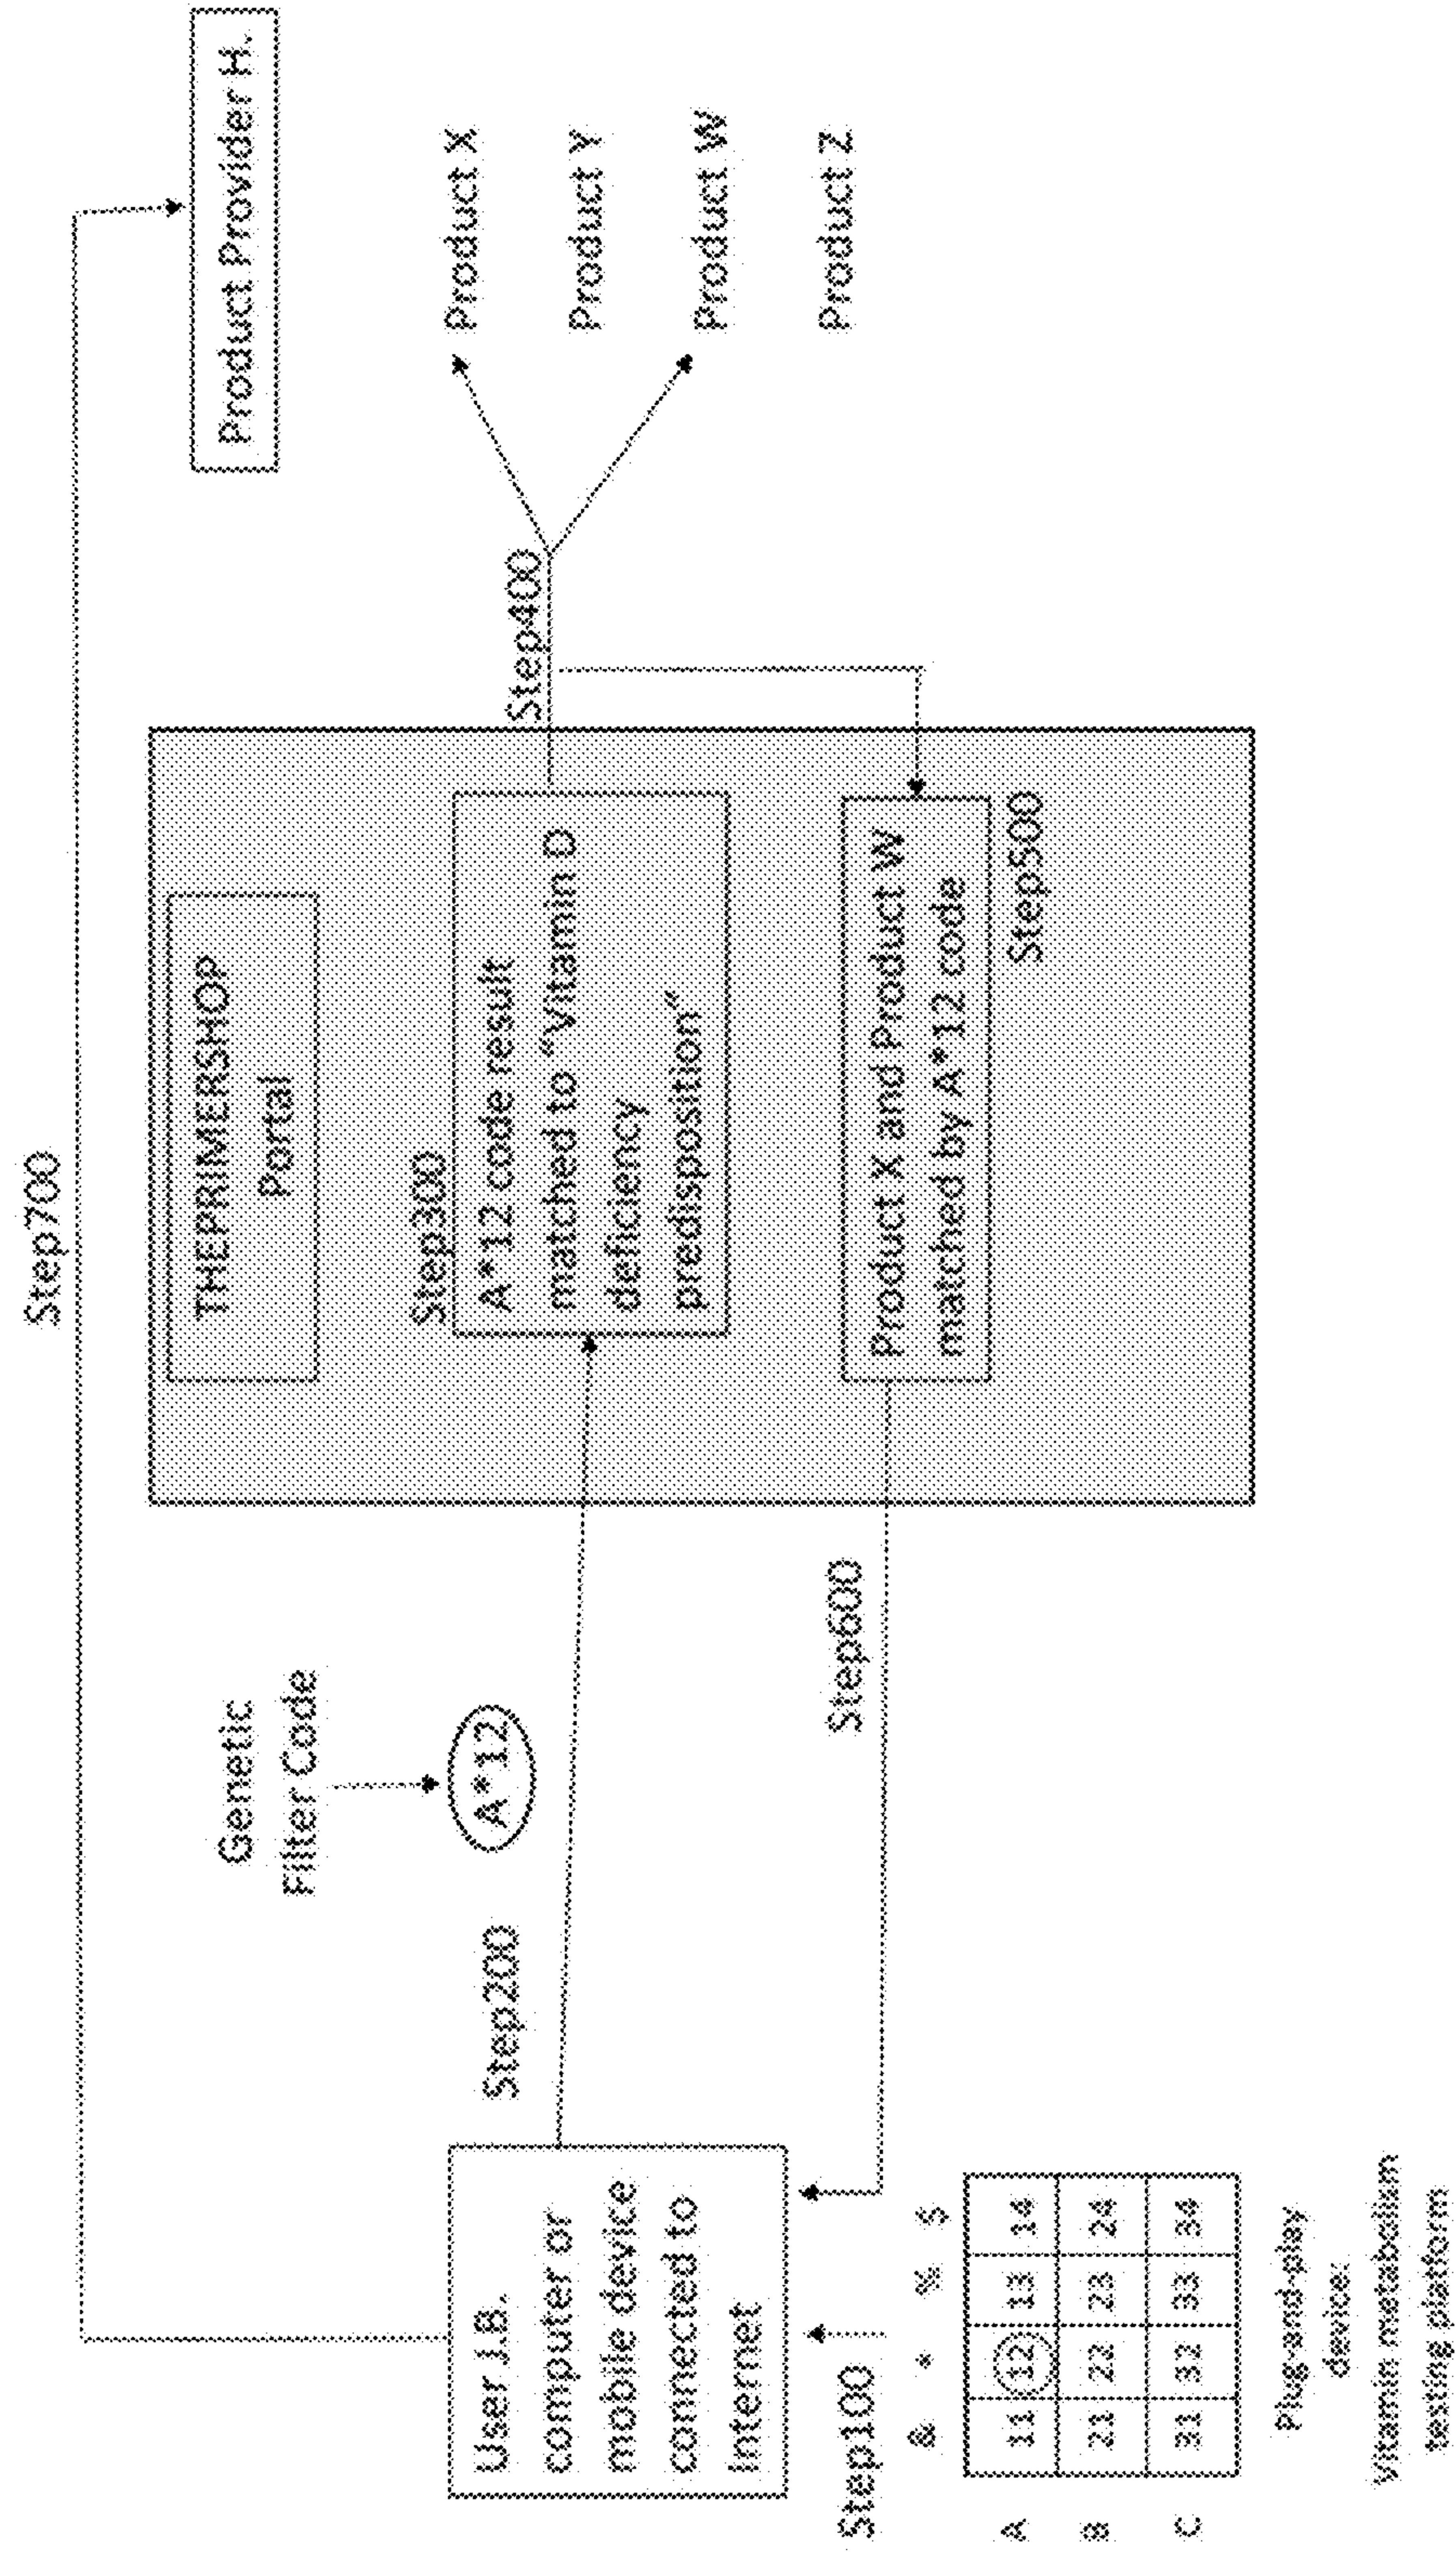 Step700
Product Provider H.
THEPRIMERSHOP
Portal
Genetic
Filter Code
A*12
Step200
Step300
A*12 code result
matched to “Vitamin D
deficiency
predisposition“
Step400
Product X
Product Y
Product W
Product Z
User J.B.
computer or
mobile device
connected to
Internet
Step600
Product X and Product W
matched by A*12 code
Step500
Step100
& * % $
A 11 12 13 14
B 21 22 23 24
C 31 32 33 34
Plug-and-play
device:
Vitamin metabolism
testing platform